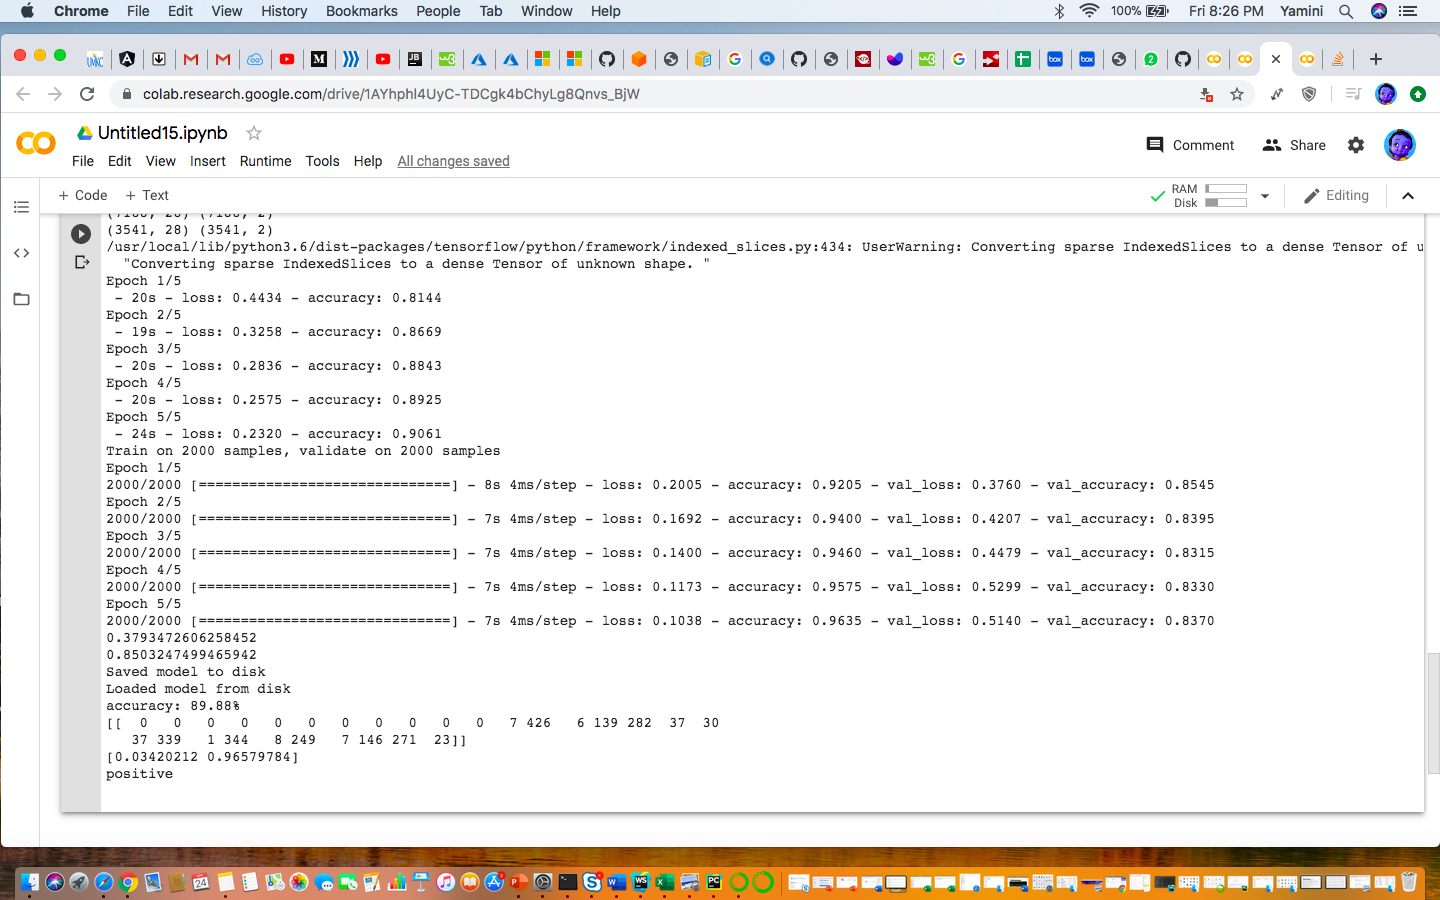 Chrome File Edit View History Bookmarks People Tab Window Help 100% Fri 8:26 PM Yamini
colab.research.google.com/drive/1AYhphI4UyC-TDCgk4bChyLg8Qnvs_BjW
Untitled15.ipynb
Comment Share
File Edit View Insert Runtime Tools Help All changes saved
+ Code + Text RAM Disk Editing
(3541, 28) (3541, 2)
/usr/local/lib/python3.6/dist-packages/tensorflow/python/framework/indexed_slices.py:434: UserWarning: Converting sparse IndexedSlices to a dense Tensor of u
"Converting sparse IndexedSlices to a dense Tensor of unknown shape. "
Epoch 1/5
- 20s - loss: 0.4434 - accuracy: 0.8144
Epoch 2/5
- 19s - loss: 0.3258 - accuracy: 0.8669
Epoch 3/5
- 20s - loss: 0.2836 - accuracy: 0.8843
Epoch 4/5
- 20s - loss: 0.2575 - accuracy: 0.8925
Epoch 5/5
- 24s - loss: 0.2320 - accuracy: 0.9061
Train on 2000 samples, validate on 2000 samples
Epoch 1/5
2000/2000 [==============================] - 8s 4ms/step - loss: 0.2005 - accuracy: 0.9205 - val_loss: 0.3760 - val_accuracy: 0.8545
Epoch 2/5
2000/2000 [==============================] - 7s 4ms/step - loss: 0.1692 - accuracy: 0.9400 - val_loss: 0.4207 - val_accuracy: 0.8395
Epoch 3/5
2000/2000 [==============================] - 7s 4ms/step - loss: 0.1400 - accuracy: 0.9460 - val_loss: 0.4479 - val_accuracy: 0.8315
Epoch 4/5
2000/2000 [==============================] - 7s 4ms/step - loss: 0.1173 - accuracy: 0.9575 - val_loss: 0.5299 - val_accuracy: 0.8330
Epoch 5/5
2000/2000 [==============================] - 7s 4ms/step - loss: 0.1038 - accuracy: 0.9635 - val_loss: 0.5140 - val_accuracy: 0.8370
0.3793472606258452
0.8503247499465942
Saved model to disk
Loaded model from disk
accuracy: 89.88%
[[ 0 0 0 0 0 0 0 0 0 0 0 7 426 6 139 282 37 30
37 339 1 344 8 249 7 146 271 23]]
[0.03420212 0.96579784]
positive